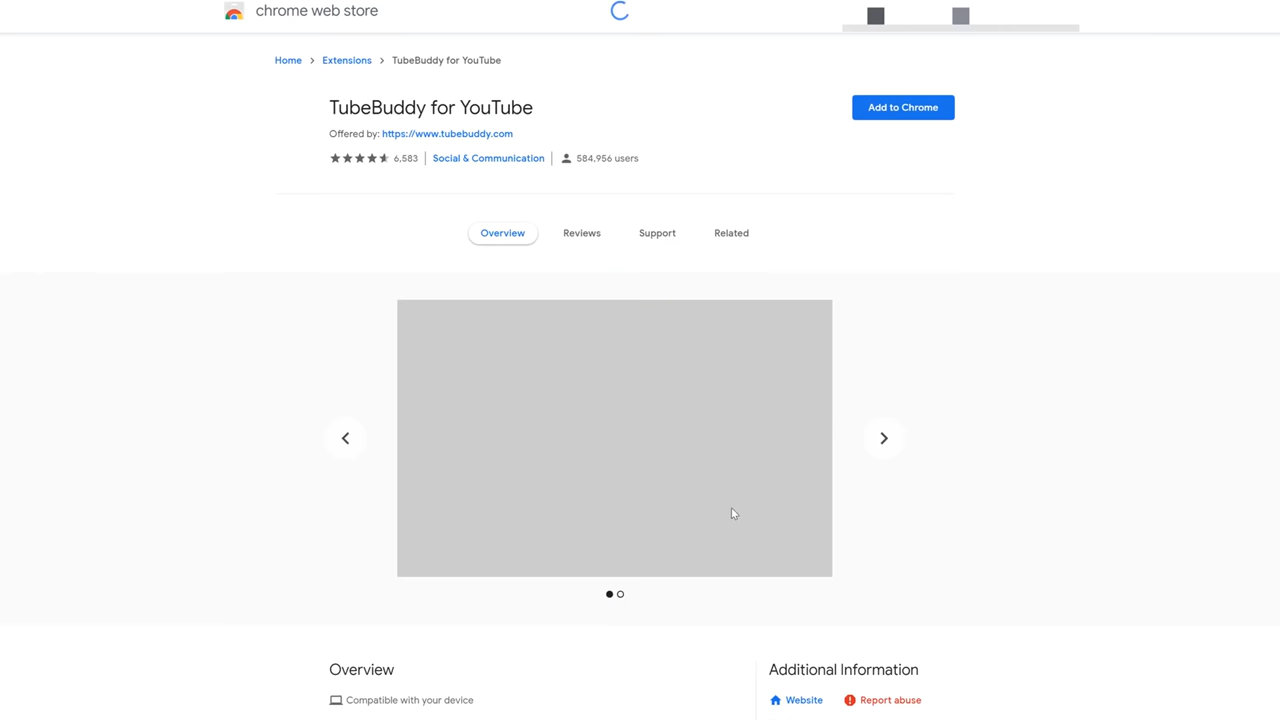 chrome web store
Home > Extensions > TubeBuddy for YouTube
TubeBuddy for YouTube
Add to Chrome
Offered by: https://www.tubebuddy.com
6,583 | Social & Communication | 584,956 users
Overview Reviews Support Related
Overview Additional Information
Compatible with your device Website Report abuse